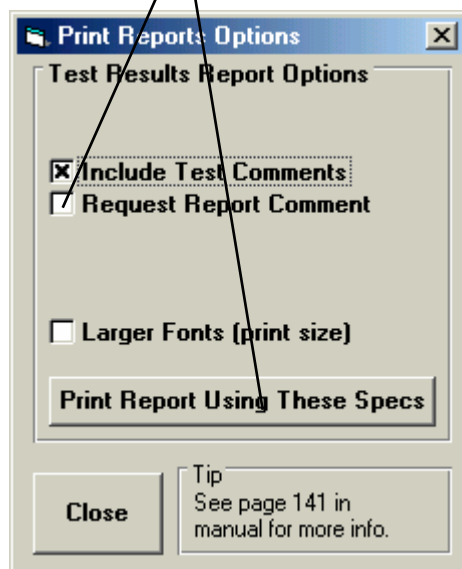 Print Reports Options
Test Results Report Options
Include Test Comments
Request Report Comment
Larger Fonts (print size)
Print Report Using These Specs
Close
Tip
See page 141 in
manual for more info.